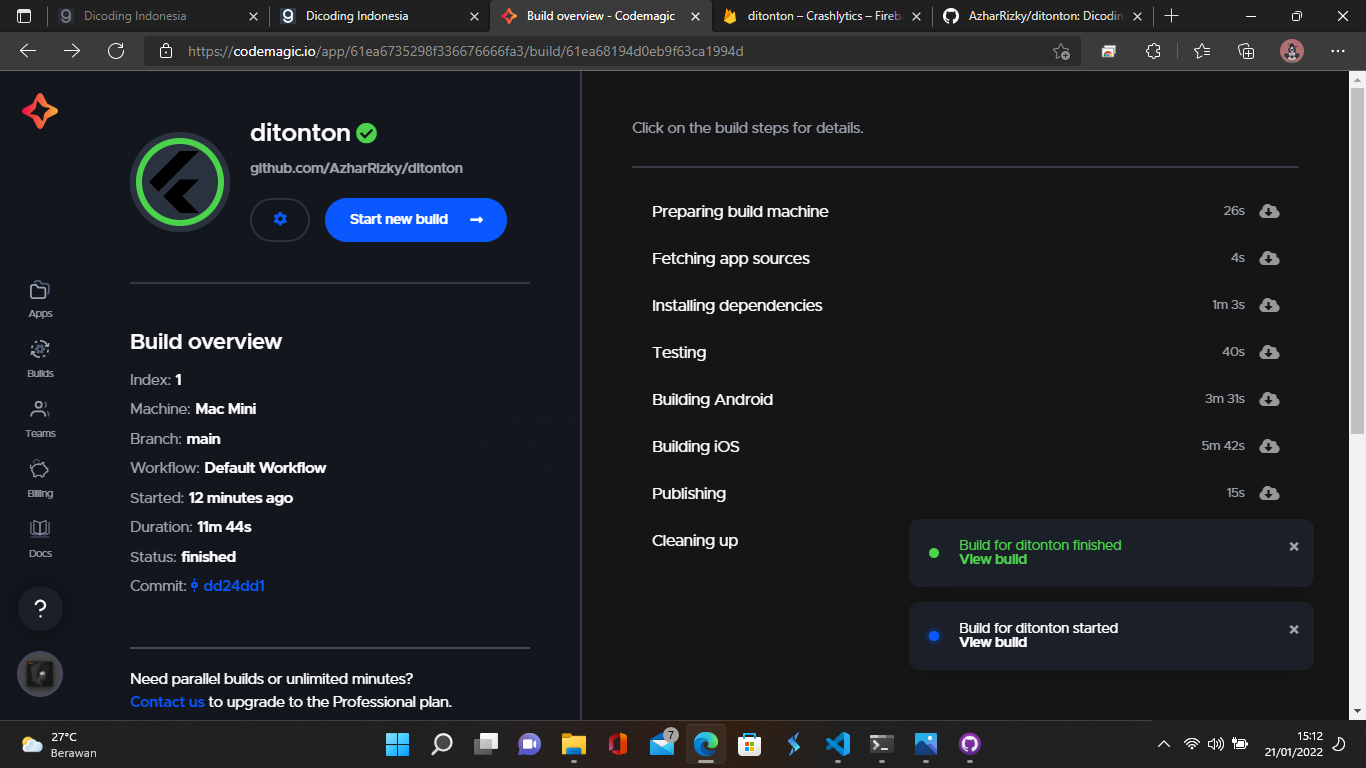 Dicoding Indonesia
Dicoding Indonesia
Build overview - Codemagic
ditonton – Crashlytics – Fireb
AzharRizky/ditonton: Dicodin
https://codemagic.io/app/61ea6735298f336676666fa3/build/61ea68194d0eb9f63ca1994d
ditonton
github.com/AzharRizky/ditonton
Start new build
Apps
Builds
Teams
Billing
Docs
?
Build overview
Index: 1
Machine: Mac Mini
Branch: main
Workflow: Default Workflow
Started: 12 minutes ago
Duration: 11m 44s
Status: finished
Commit: dd24dd1
Need parallel builds or unlimited minutes?
Contact us to upgrade to the Professional plan.
Click on the build steps for details.
Preparing build machine 26s
Fetching app sources 4s
Installing dependencies 1m 3s
Testing 40s
Building Android 3m 31s
Building iOS 5m 42s
Publishing 15s
Cleaning up
Build for ditonton finished
View build
Build for ditonton started
View build
27°C
Berawan
7
15:12
21/01/2022